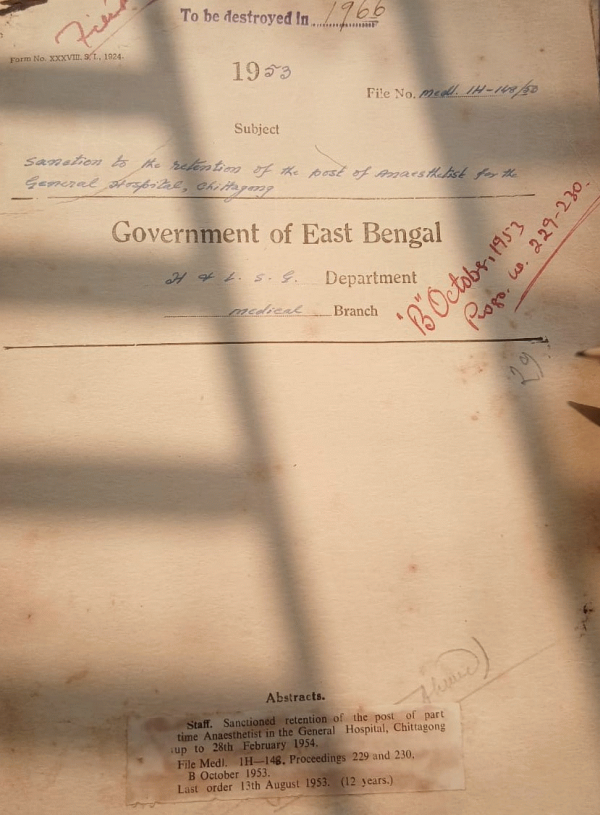 Filed
To be destroyed in 1966
Form No. XXXVIII. S.I., 1924.
1953
File No. Medl. 1H-148/50
Subject
Sanction to the retention of the post of Anaesthetist for the
General Hospital, Chittagong
Government of East Bengal
H & L. S. G. Department
medical Branch
"B" October, 1953
Progs. no. 229-230.
29
Abstracts.
Staff. Sanctioned retention of the post of part
time Anaesthetist in the General Hospital, Chittagong
up to 28th February 1954.
File Medl. 1H—148, Proceedings 229 and 230,
B October 1953.
Last order 13th August 1953. (12 years.)